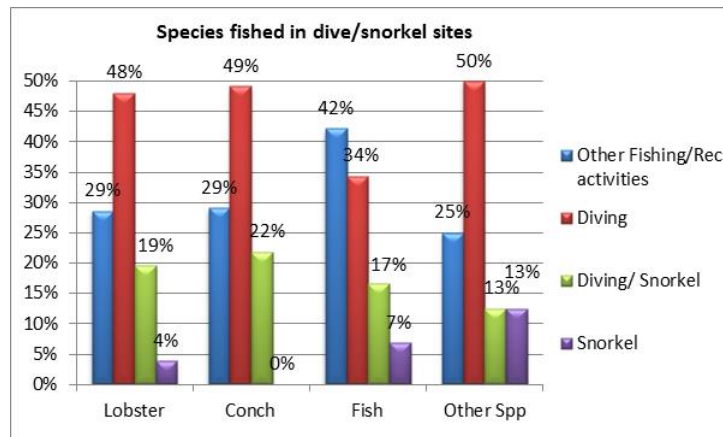 Species fished in dive/snorkel sites
50%
45%
40%
35%
30%
25%
20%
15%
10%
5%
0%
29%
48%
19%
4%
29%
49%
22%
0%
42%
34%
17%
7%
25%
50%
13%
13%
Lobster
Conch
Fish
Other Spp
Other Fishing/Rec
activities
Diving
Diving/ Snorkel
Snorkel